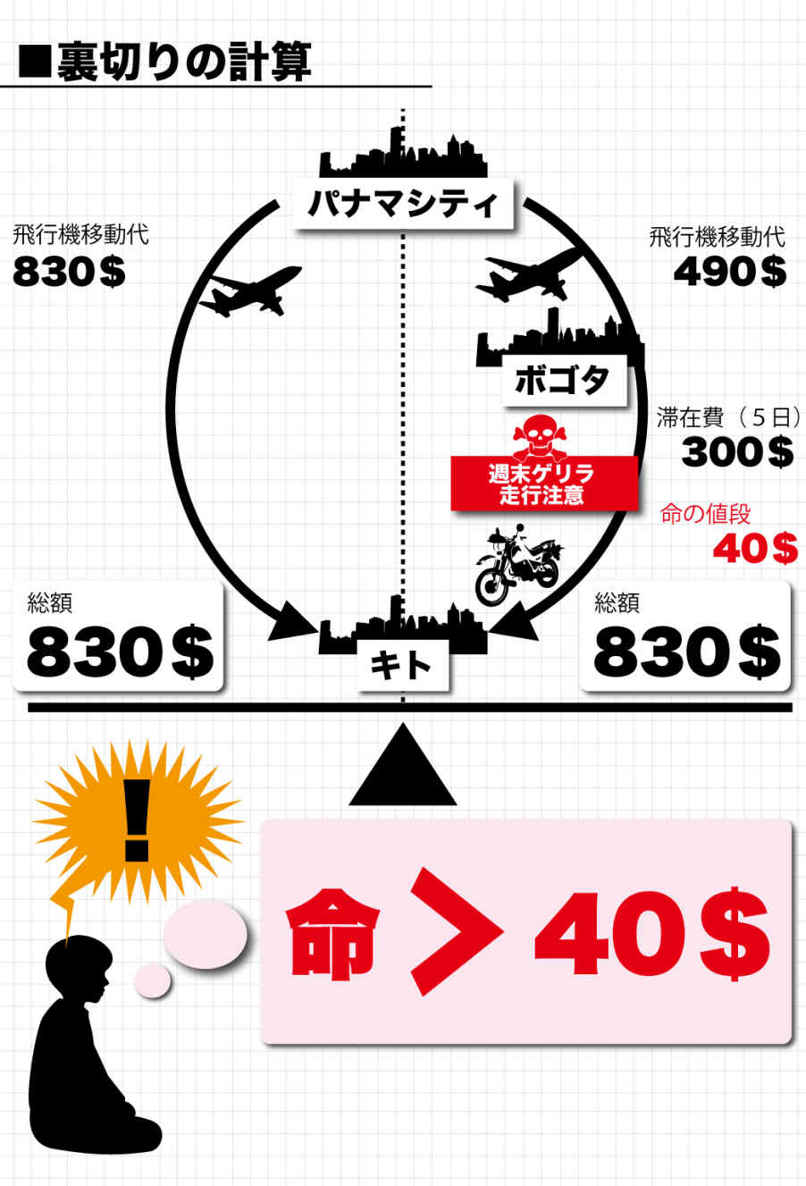 ■裏切りの計算
パナマシティ
飛行機移動代
830$
飛行機移動代
490$
ボゴタ
滞在費（５日）
300$
週末ゲリラ
走行注意
命の値段
40$
総額
830$
キト
総額
830$
!
命＞40$